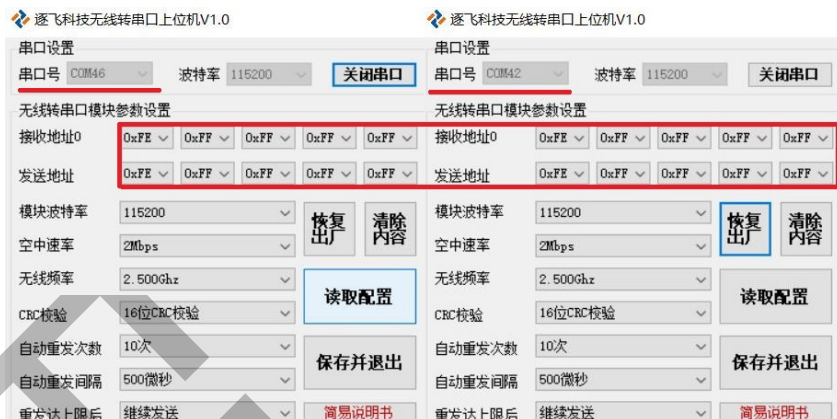 逐飞科技无线转串口上位机V1.0
串口设置
串口号 COM46 波特率 115200 关闭串口
无线转串口模块参数设置
接收地址0 0xFE 0xFF 0xFF 0xFF 0xFF
发送地址 0xFE 0xFF 0xFF 0xFF 0xFF
模块波特率 115200 恢复出厂 清除内容
空中速率 2Mbps
无线频率 2.500Ghz 读取配置
CRC校验 16位CRC校验
自动重发次数 10次 保存并退出
自动重发间隔 500微秒
重发达上限后 继续发送 简易说明书
逐飞科技无线转串口上位机V1.0
串口设置
串口号 COM42 波特率 115200 关闭串口
无线转串口模块参数设置
接收地址0 0xFE 0xFF 0xFF 0xFF 0xFF
发送地址 0xFE 0xFF 0xFF 0xFF 0xFF
模块波特率 115200 恢复出厂 清除内容
空中速率 2Mbps
无线频率 2.500Ghz 读取配置
CRC校验 16位CRC校验
自动重发次数 10次 保存并退出
自动重发间隔 500微秒
重发达上限后 继续发送 简易说明书